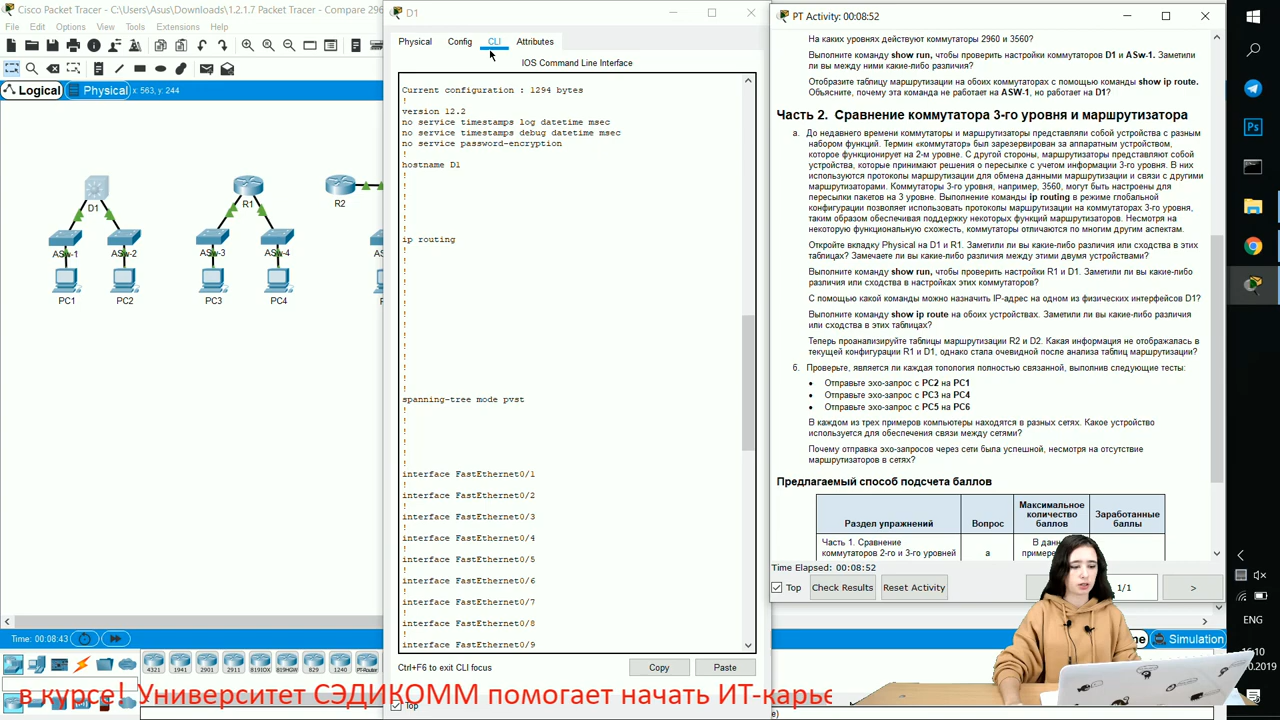 Cisco Packet Tracer - C:\Users\Asus\Downloads\1.2.1.7 Packet Tracer - Compare 296
File Edit Options View Tools Extensions Help
Logical
Physical
x: 563, y: 244
D1
R1
R2
ASw-1
ASw-2
ASw-3
ASw-4
PC1
PC2
PC3
PC4
Time: 00:08:43
4321
1941
2901
2911
819IOX
819HGW
829
1240
PTRouter
D1
Physical
Config
CLI
Attributes
IOS Command Line Interface
Current configuration : 1294 bytes
!
version 12.2
no service timestamps log datetime msec
no service timestamps debug datetime msec
no service password-encryption
!
hostname D1
!
!
!
!
!
!
ip routing
!
!
!
!
!
!
!
!
!
!
!
!
!
!
spanning-tree mode pvst
!
!
!
!
!
!
interface FastEthernet0/1
!
interface FastEthernet0/2
!
interface FastEthernet0/3
!
interface FastEthernet0/4
!
interface FastEthernet0/5
!
interface FastEthernet0/6
!
interface FastEthernet0/7
!
interface FastEthernet0/8
!
interface FastEthernet0/9
Ctrl+F6 to exit CLI focus
Copy
Paste
Top
PT Activity: 00:08:52
На каких уровнях действуют коммутаторы 2960 и 3560?
Выполните команду show run, чтобы проверить настройки коммутаторов D1 и ASw-1. Заметили
ли вы между ними какие-либо различия?
Отобразите таблицу маршрутизации на обоих коммутаторах с помощью команды show ip route.
Объясните, почему эта команда не работает на ASW-1, но работает на D1?
Часть 2. Сравнение коммутатора 3-го уровня и маршрутизатора
a. До недавнего времени коммутаторы и маршрутизаторы представляли собой устройства с разным
набором функций. Термин «коммутатор» был зарезервирован за аппаратным устройством,
которое функционирует на 2-м уровне. С другой стороны, маршрутизаторы представляют собой
устройства, которые принимают решения о пересылке с учетом информации 3-го уровня. В них
используются протоколы маршрутизации для обмена данными маршрутизации и связи с другими
маршрутизаторами. Коммутаторы 3-го уровня, например, 3560, могут быть настроены для
пересылки пакетов на 3 уровне. Выполнение команды ip routing в режиме глобальной
конфигурации позволяет использовать протоколы маршрутизации на коммутаторах 3-го уровня,
таким образом обеспечивая поддержку некоторых функций маршрутизаторов. Несмотря на
некоторую функциональную схожесть, коммутаторы отличаются по многим другим аспектам.
Откройте вкладку Physical на D1 и R1. Заметили ли вы какие-либо различия или сходства в этих
таблицах? Замечаете ли вы какие-либо различия между этими двумя устройствами?
Выполните команду show run, чтобы проверить настройки R1 и D1. Заметили ли вы какие-либо
различия или сходства в настройках этих коммутаторов?
С помощью какой команды можно назначить IP-адрес на одном из физических интерфейсов D1?
Выполните команду show ip route на обоих устройствах. Заметили ли вы какие-либо различия
или сходства в этих таблицах?
Теперь проанализируйте таблицы маршрутизации R2 и D2. Какая информация не отображалась в
текущей конфигурации R1 и D1, однако стала очевидной после анализа таблиц маршрутизации?
б. Проверьте, является ли каждая топология полностью связанной, выполнив следующие тесты:
• Отправьте эхо-запрос с PC2 на PC1
• Отправьте эхо-запрос с PC3 на PC4
• Отправьте эхо-запрос с PC5 на PC6
В каждом из трех примеров компьютеры находятся в разных сетях. Какое устройство
используется для обеспечения связи между сетями?
Почему отправка эхо-запросов через сети была успешной, несмотря на отсутствие
маршрутизаторов в сетях?
Предлагаемый способ подсчета баллов
Раздел упражнений
Вопрос
Максимальное
количество
баллов
Заработанные
баллы
Часть 1. Сравнение
коммутаторов 2-го и 3-го уровней
a
В дан
пример
Time Elapsed: 00:08:52
Top
Check Results
Reset Activity
1/1
>
Simulation
ENG
в курсе! Университет СЭДИКОММ помогает начать ИТ-карье